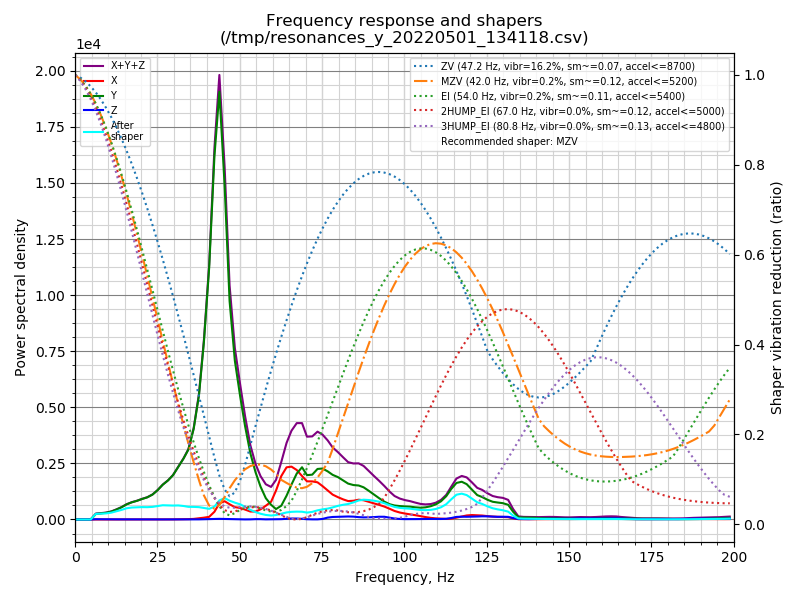 Frequency response and shapers
(/tmp/resonances_y_20220501_134118.csv)
1e4
X+Y+Z
X
Y
Z
After
shaper
ZV (47.2 Hz, vibr=16.2%, sm~=0.07, accel<=8700)
MZV (42.0 Hz, vibr=0.2%, sm~=0.12, accel<=5200)
EI (54.0 Hz, vibr=0.2%, sm~=0.11, accel<=5400)
2HUMP_EI (67.0 Hz, vibr=0.0%, sm~=0.12, accel<=5000)
3HUMP_EI (80.8 Hz, vibr=0.0%, sm~=0.13, accel<=4800)
Recommended shaper: MZV
Power spectral density
2.00
1.75
1.50
1.25
1.00
0.75
0.50
0.25
0.00
1.0
0.8
0.6
0.4
0.2
0.0
Shaper vibration reduction (ratio)
0 25 50 75 100 125 150 175 200
Frequency, Hz